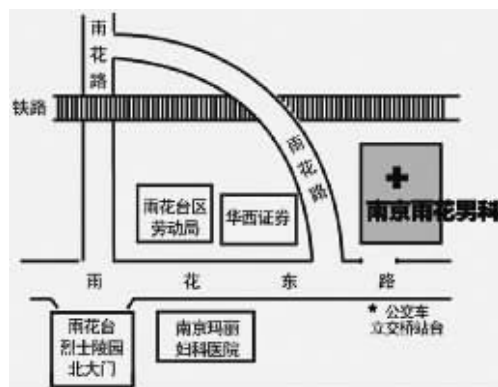 雨花路
铁路
雨花路
南京雨花男科
雨花台区
劳动局
华西证券
雨花东路
* 公交车
立交桥站台
雨花台
烈士陵园
北大门
南京玛丽
妇科医院